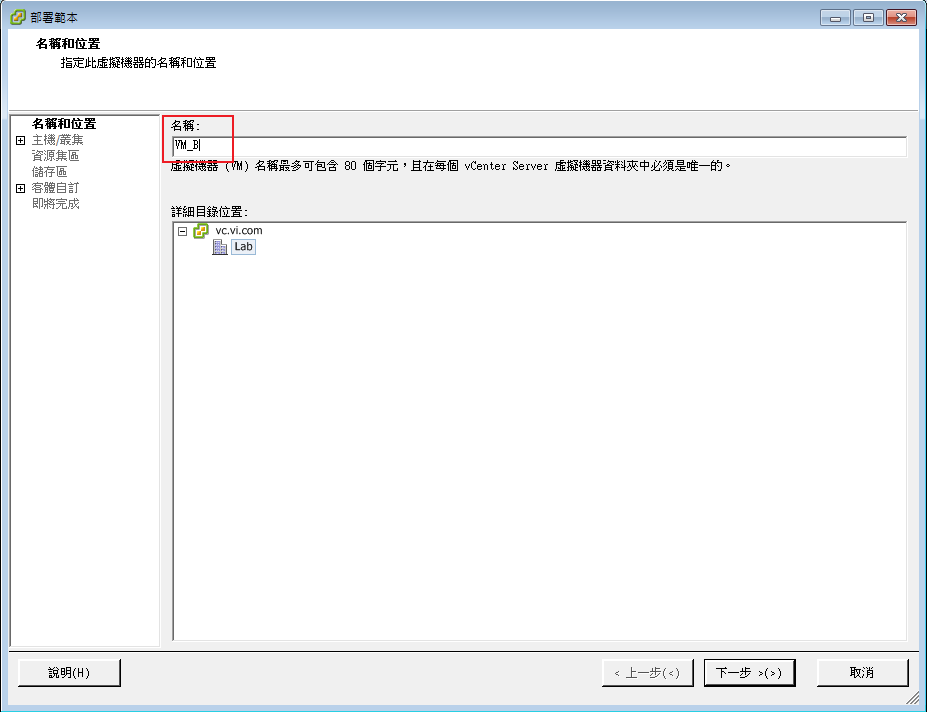 部署範本
名稱和位置
指定此虛擬機器的名稱和位置
名稱和位置
主機/叢集
資源集區
儲存區
客體自訂
即將完成
名稱:
VM_B
虛擬機器 (VM) 名稱最多可包含 80 個字元，且在每個 vCenter Server 虛擬機器資料夾中必須是唯一的。
詳細目錄位置:
vc.vi.com
Lab
說明(H)
< 上一步(<)
下一步 >(>)
取消